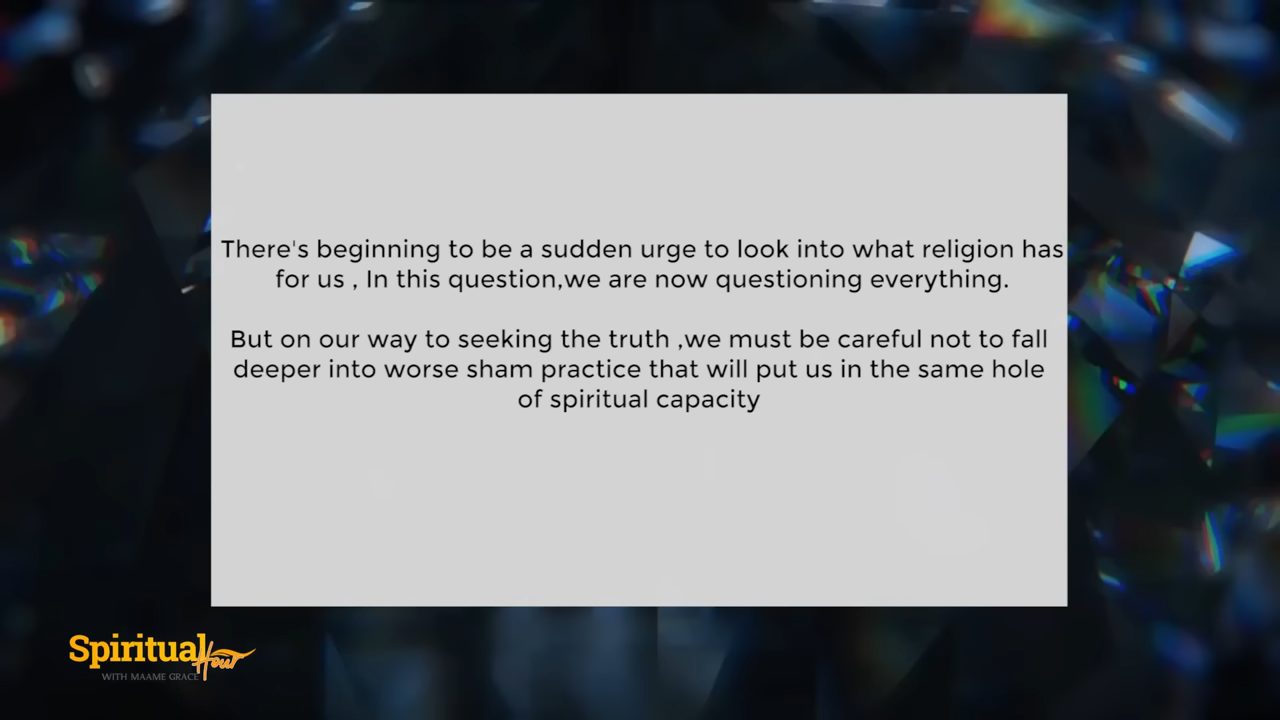 There's beginning to be a sudden urge to look into what religion has
for us , In this question,we are now questioning everything.
But on our way to seeking the truth ,we must be careful not to fall
deeper into worse sham practice that will put us in the same hole
of spiritual capacity
Spiritual
Hour
WITH MAAME GRACE